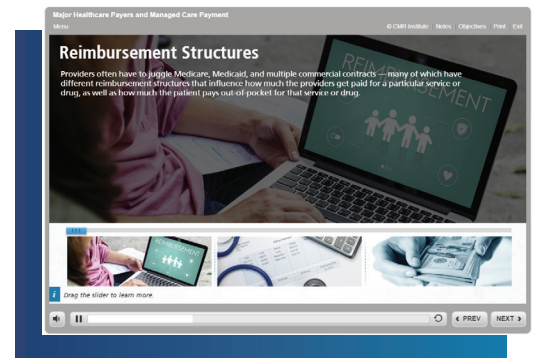 Major Healthcare Payers and Managed Care Payment
Menu
© CMR Institute Notes Objectives Print Exit
Reimbursement Structures
Providers often have to juggle Medicare, Medicaid, and multiple commercial contracts — many of which have
different reimbursement structures that influence how much the providers get paid for a particular service or
drug, as well as how much the patient pays out-of-pocket for that service or drug.
REIMBURSEMENT
REIMBURSEMENT
i Drag the slider to learn more.
PREV
NEXT